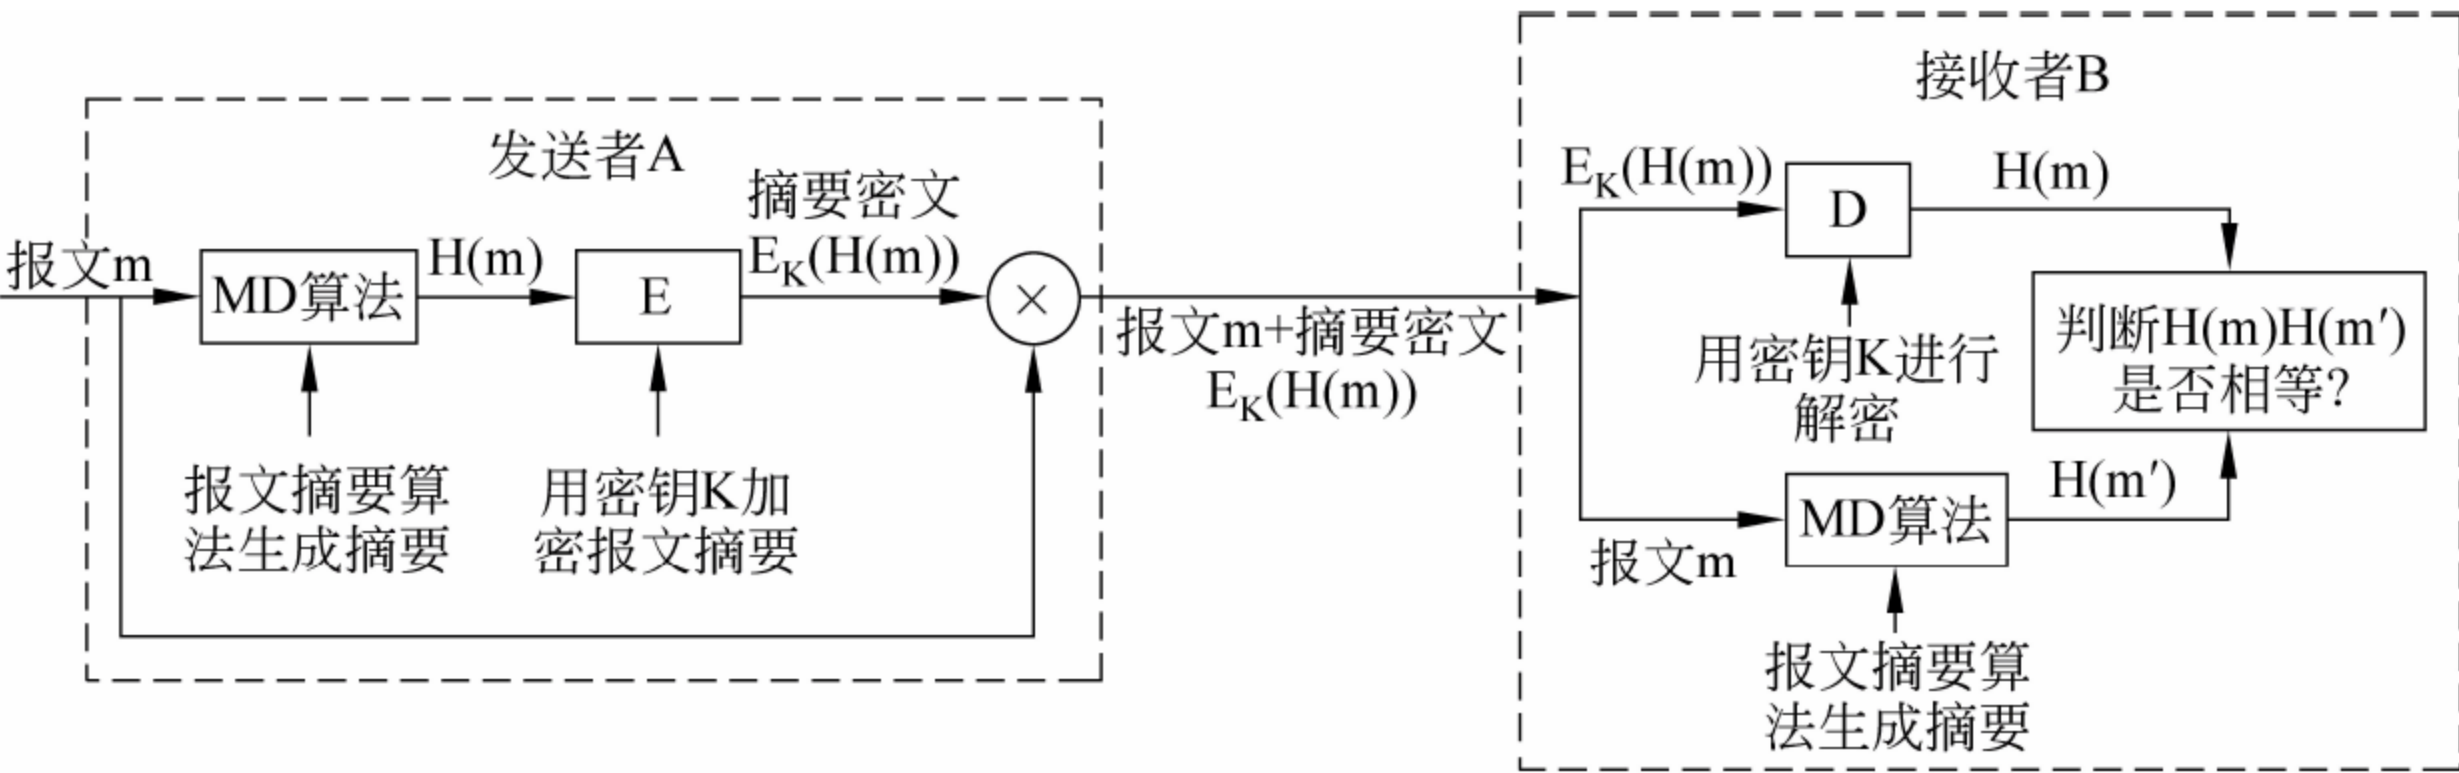 发送者A
报文m
MD算法
H(m)
E
摘要密文
E_K(H(m))
×
报文摘要算
法生成摘要
用密钥K加
密报文摘要
报文m+摘要密文
E_K(H(m))
接收者B
E_K(H(m))
D
H(m)
用密钥K进行
解密
判断H(m)H(m′)
是否相等?
报文m
MD算法
H(m′)
报文摘要算
法生成摘要